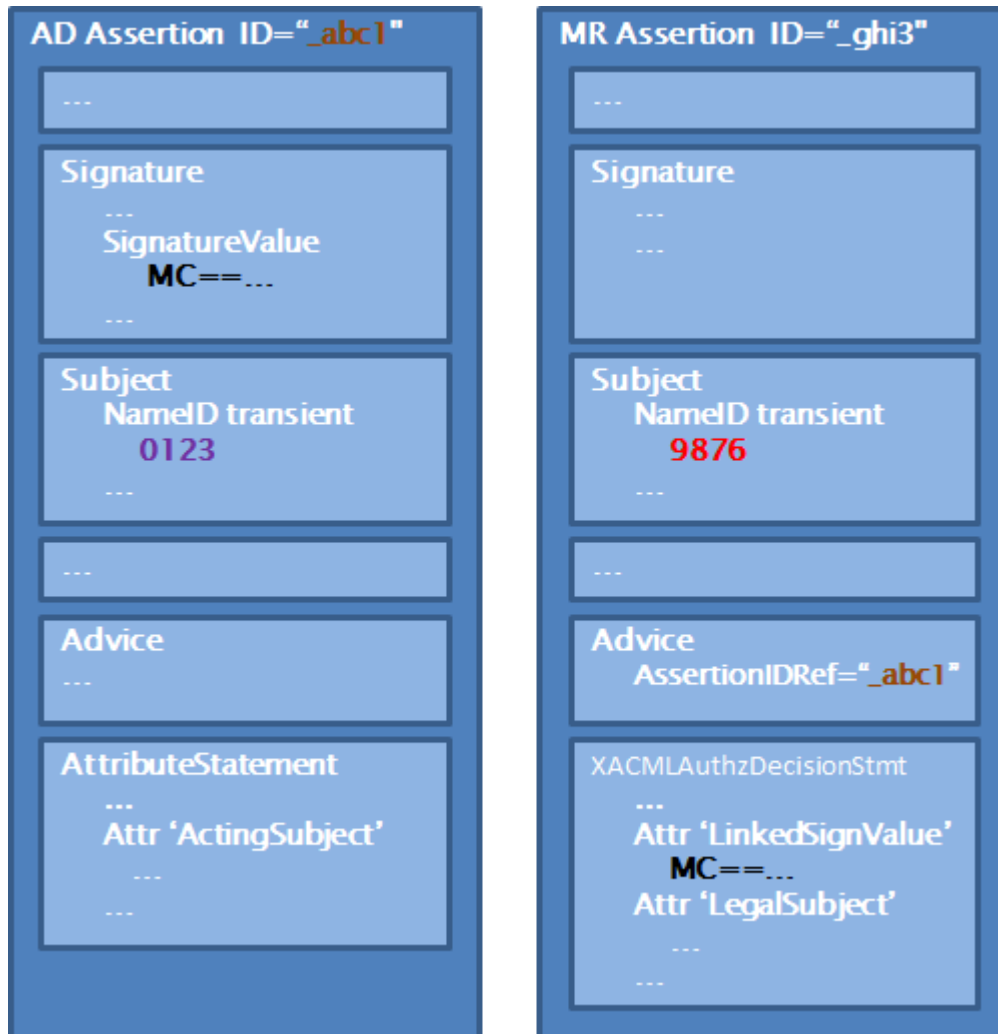 AD Assertion ID=“_abc1"
---
Signature
---
SignatureValue
MC==...
---
Subject
NameID transient
0123
---
---
Advice
---
AttributeStatement
...
Attr ‘ActingSubject’
---
---
MR Assertion ID=“_ghi3"
---
Signature
---
---
Subject
NameID transient
9876
---
---
Advice
AssertionIDRef=“_abc1”
XACMLAuthzDecisionStmt
...
Attr ‘LinkedSignValue’
MC==...
Attr ‘LegalSubject’
---
---